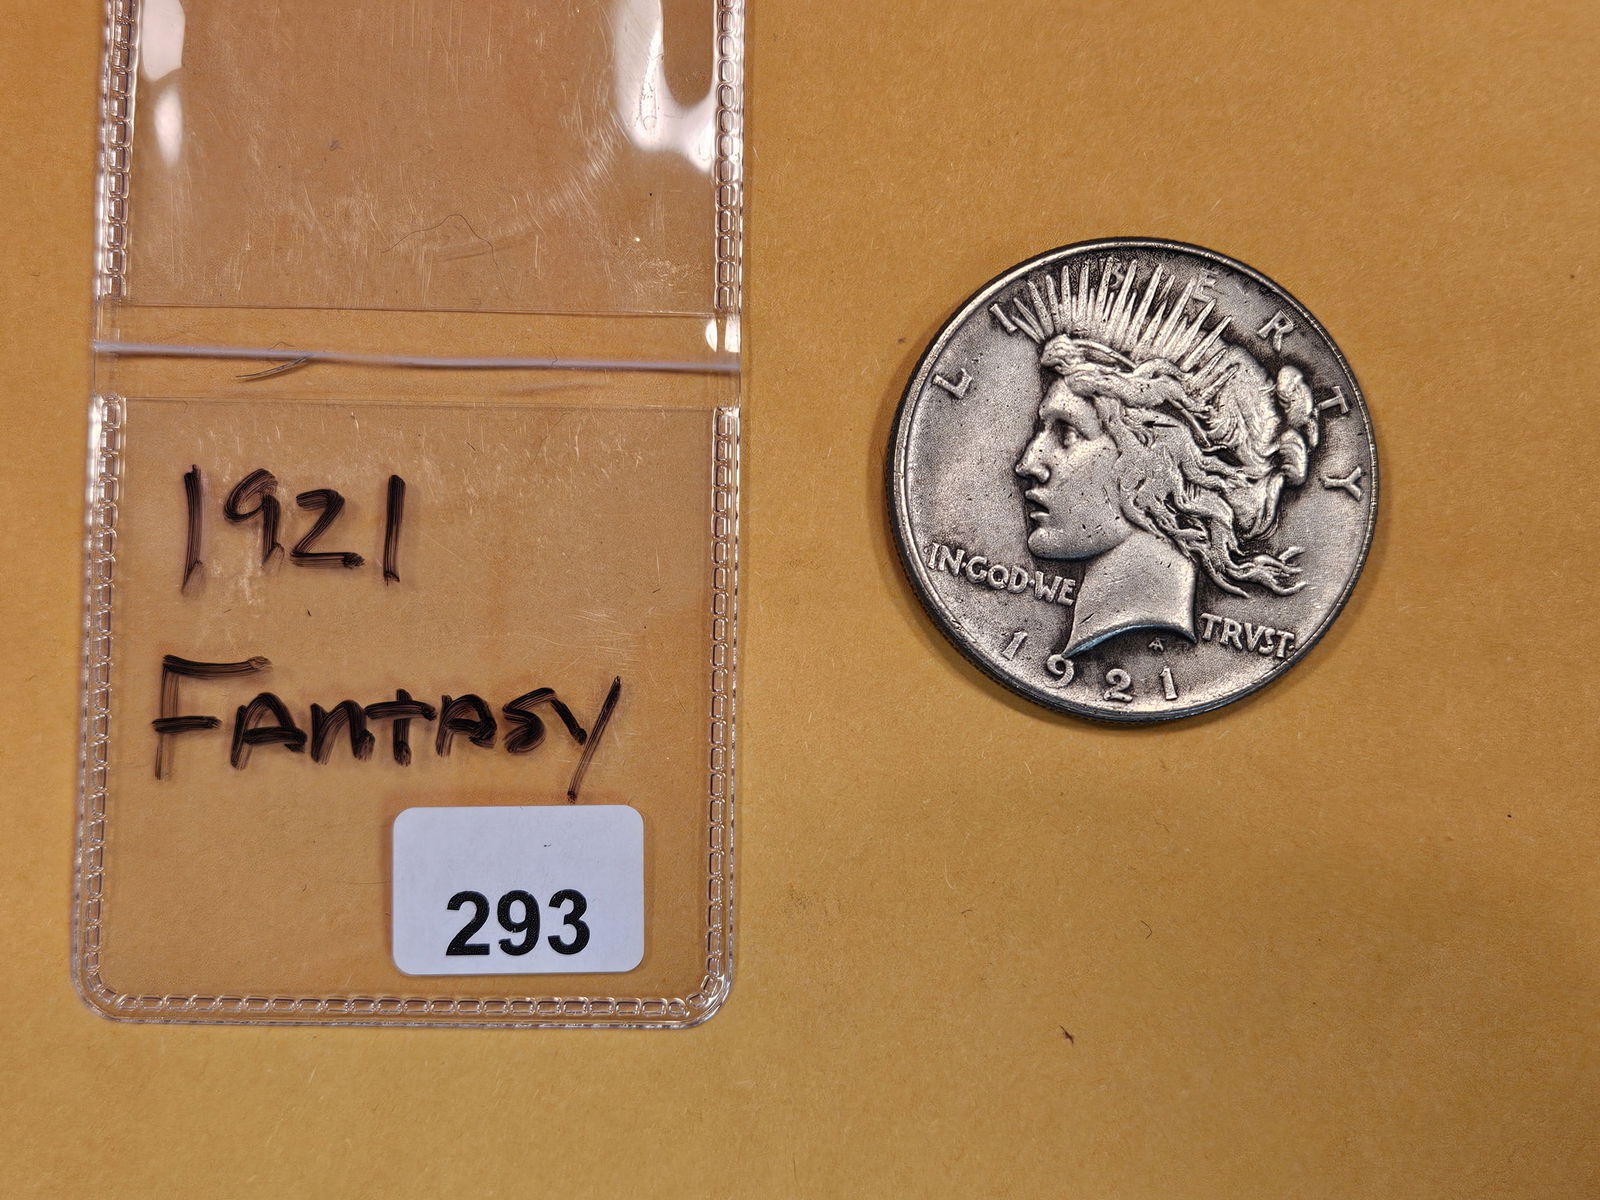 1921
Fantasy
293
LIBERTY
IN·GOD·WE
TRVST·
1921